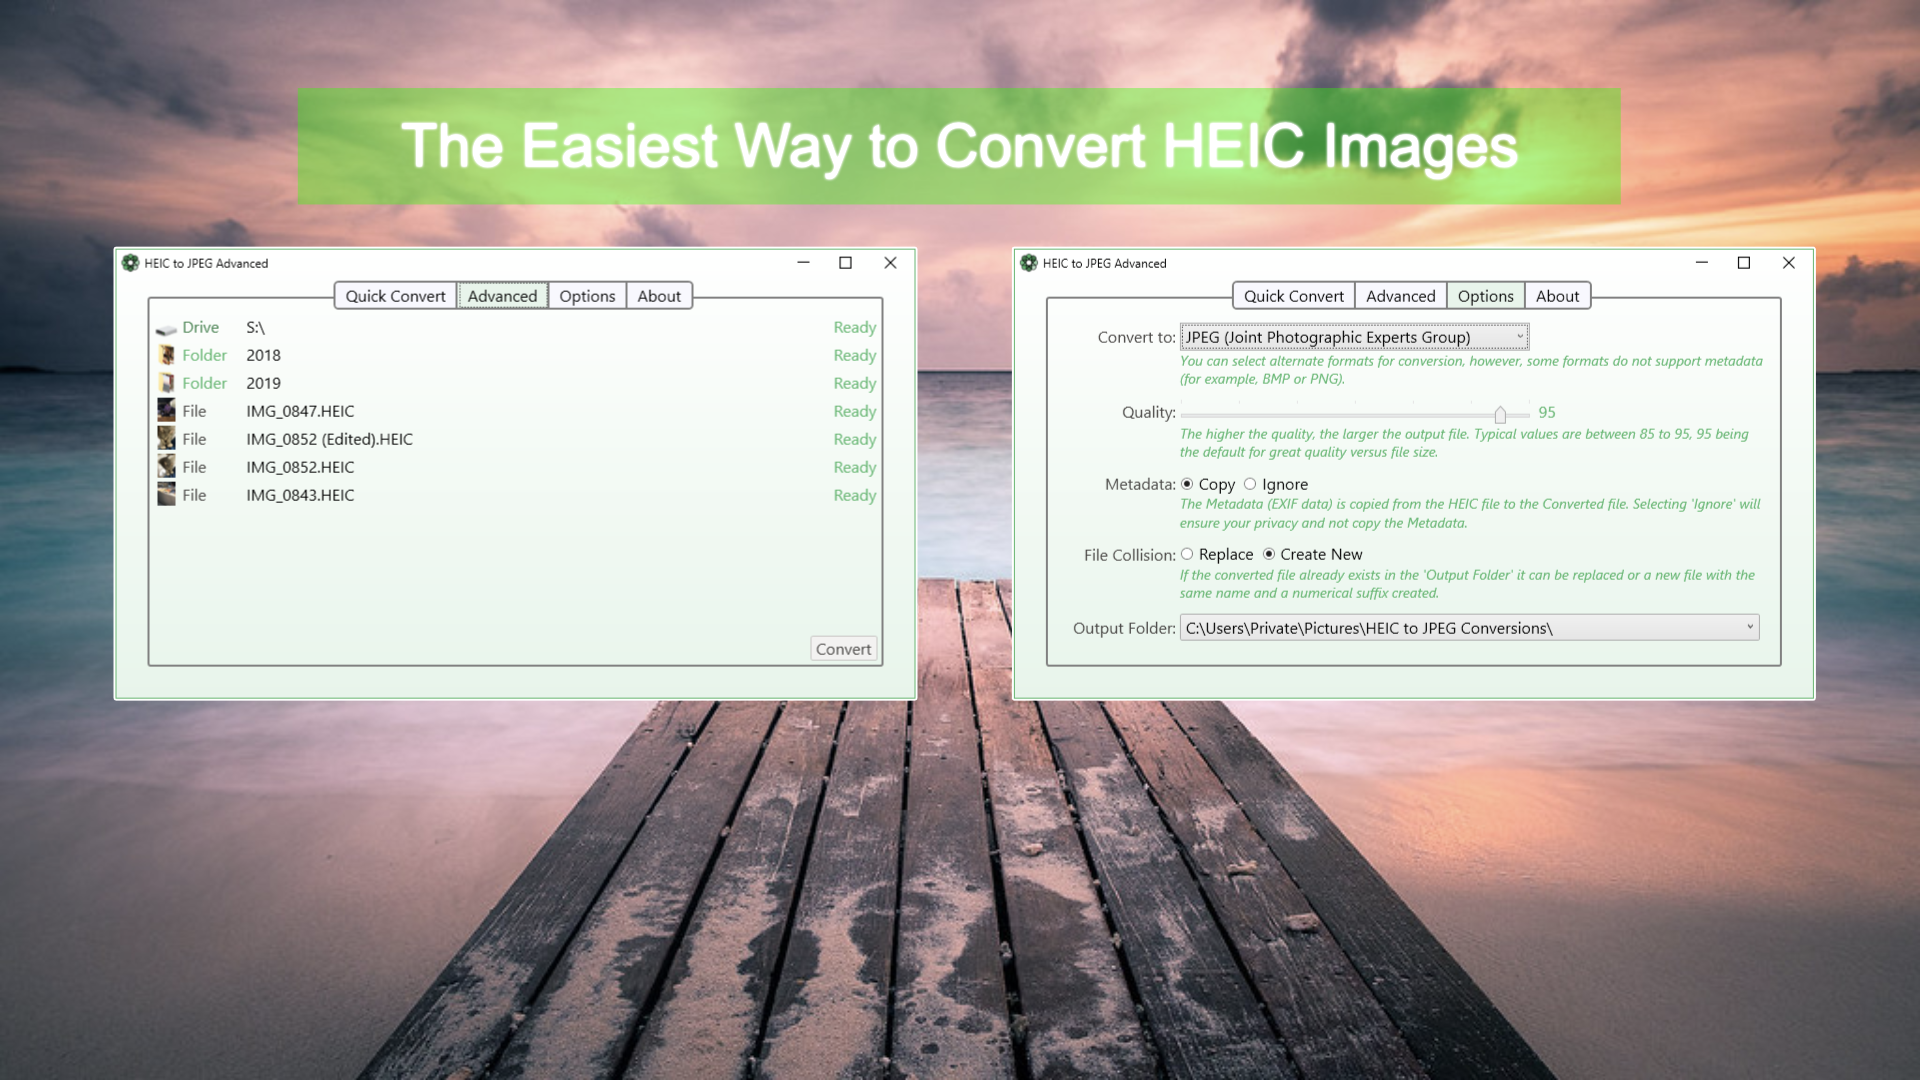 The Easiest Way to Convert HEIC Images
HEIC to JPEG Advanced
Quick Convert Advanced Options About
Drive S:\ Ready
Folder 2018 Ready
Folder 2019 Ready
File IMG_0847.HEIC Ready
File IMG_0852 (Edited).HEIC Ready
File IMG_0852.HEIC Ready
File IMG_0843.HEIC Ready
Convert
HEIC to JPEG Advanced
Quick Convert Advanced Options About
Convert to: JPEG (Joint Photographic Experts Group)
You can select alternate formats for conversion, however, some formats do not support metadata
(for example, BMP or PNG).
Quality: 95
The higher the quality, the larger the output file. Typical values are between 85 to 95, 95 being
the default for great quality versus file size.
Metadata: Copy Ignore
The Metadata (EXIF data) is copied from the HEIC file to the Converted file. Selecting 'Ignore' will
ensure your privacy and not copy the Metadata.
File Collision: Replace Create New
If the converted file already exists in the 'Output Folder' it can be replaced or a new file with the
same name and a numerical suffix created.
Output Folder: C:\Users\Private\Pictures\HEIC to JPEG Conversions\